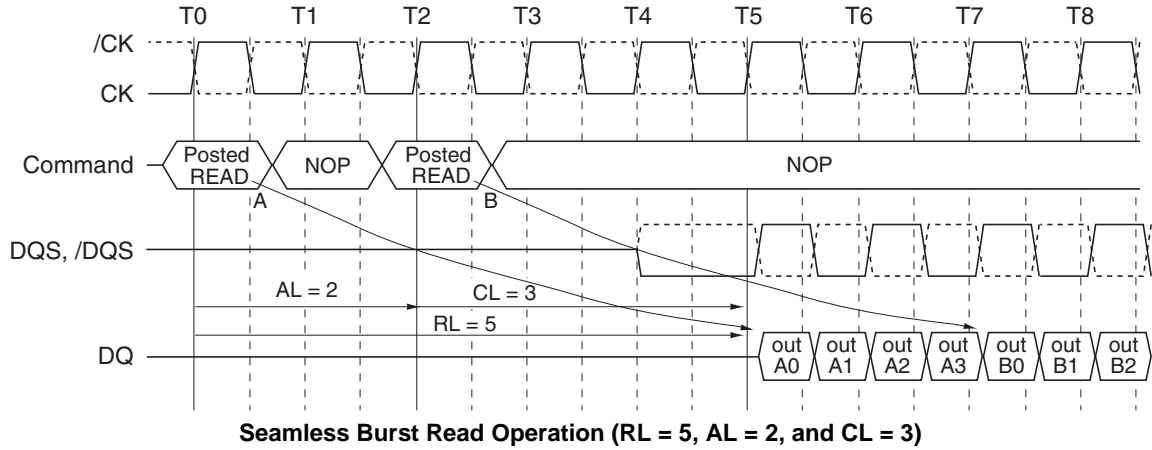 T0 T1 T2 T3 T4 T5 T6 T7 T8
/CK
CK
Command
Posted
READ
NOP
Posted
READ
NOP
A
B
DQS, /DQS
AL = 2
CL = 3
RL = 5
DQ
out
A0
out
A1
out
A2
out
A3
out
B0
out
B1
out
B2
Seamless Burst Read Operation (RL = 5, AL = 2, and CL = 3)